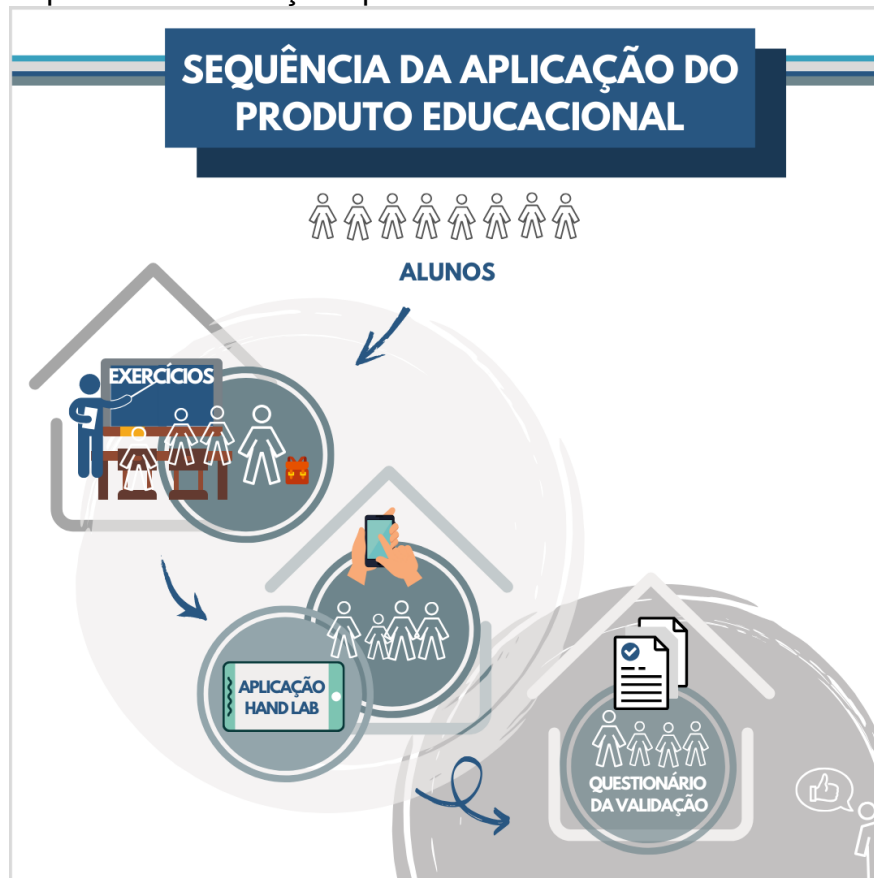 SEQUÊNCIA DA APLICAÇÃO DO
PRODUTO EDUCACIONAL
ALUNOS
EXERCÍCIOS
APLICAÇÃO
HAND LAB
QUESTIONÁRIO
DA VALIDAÇÃO